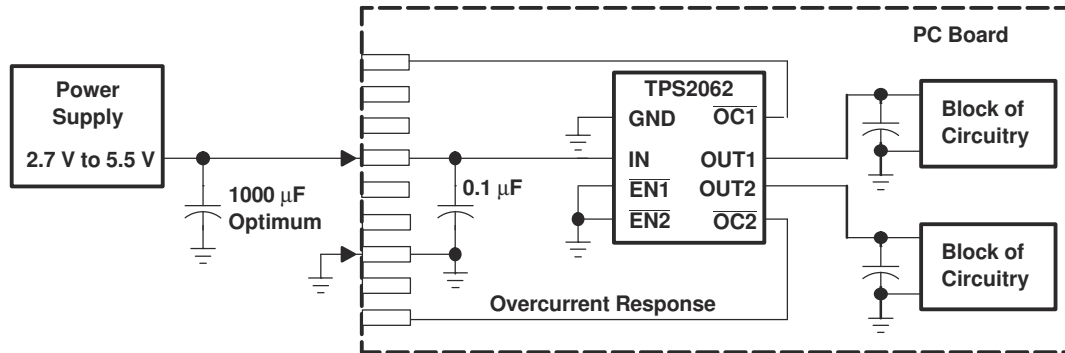 PC Board
Power
Supply
2.7 V to 5.5 V
1000 μF
Optimum
0.1 μF
TPS2062
GND
OC1
IN
OUT1
EN1
OUT2
EN2
OC2
Overcurrent Response
Block of
Circuitry
Block of
Circuitry